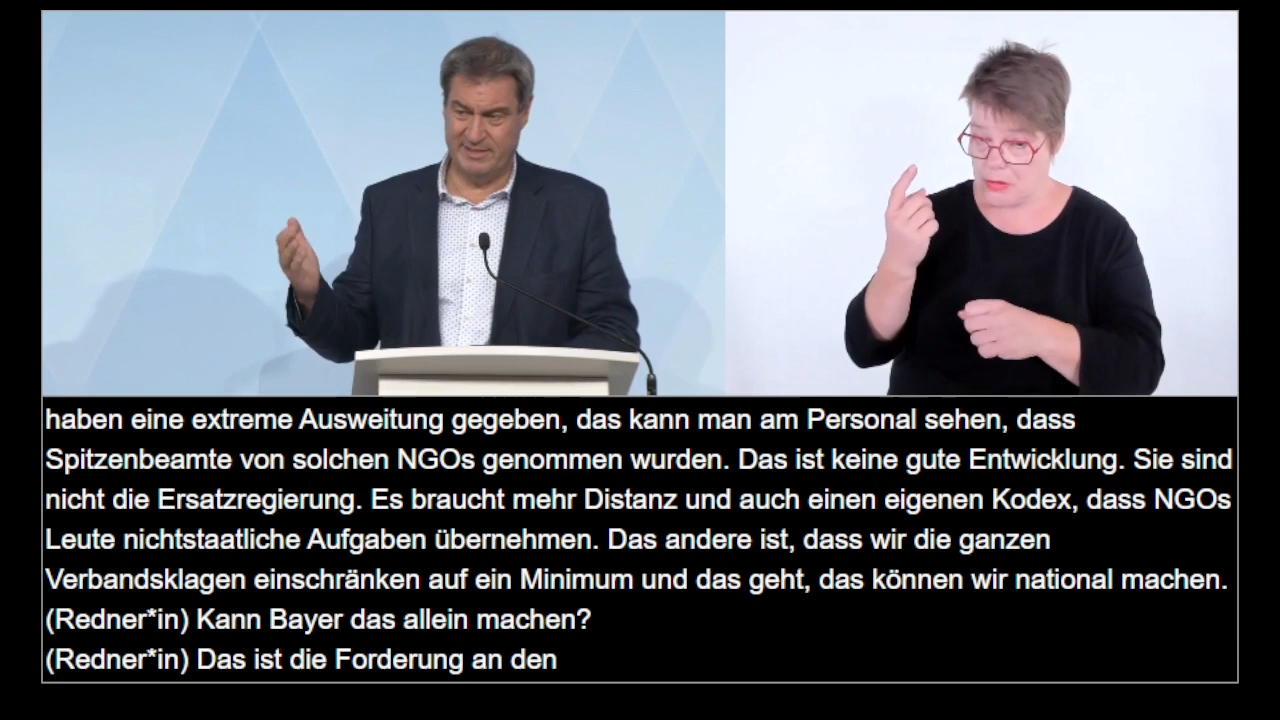 haben eine extreme Ausweitung gegeben, das kann man am Personal sehen, dass
Spitzenbeamte von solchen NGOs genommen wurden. Das ist keine gute Entwicklung. Sie sind
nicht die Ersatzregierung. Es braucht mehr Distanz und auch einen eigenen Kodex, dass NGOs
Leute nichtstaatliche Aufgaben übernehmen. Das andere ist, dass wir die ganzen
Verbandsklagen einschränken auf ein Minimum und das geht, das können wir national machen.
(Redner*in) Kann Bayer das allein machen?
(Redner*in) Das ist die Forderung an den